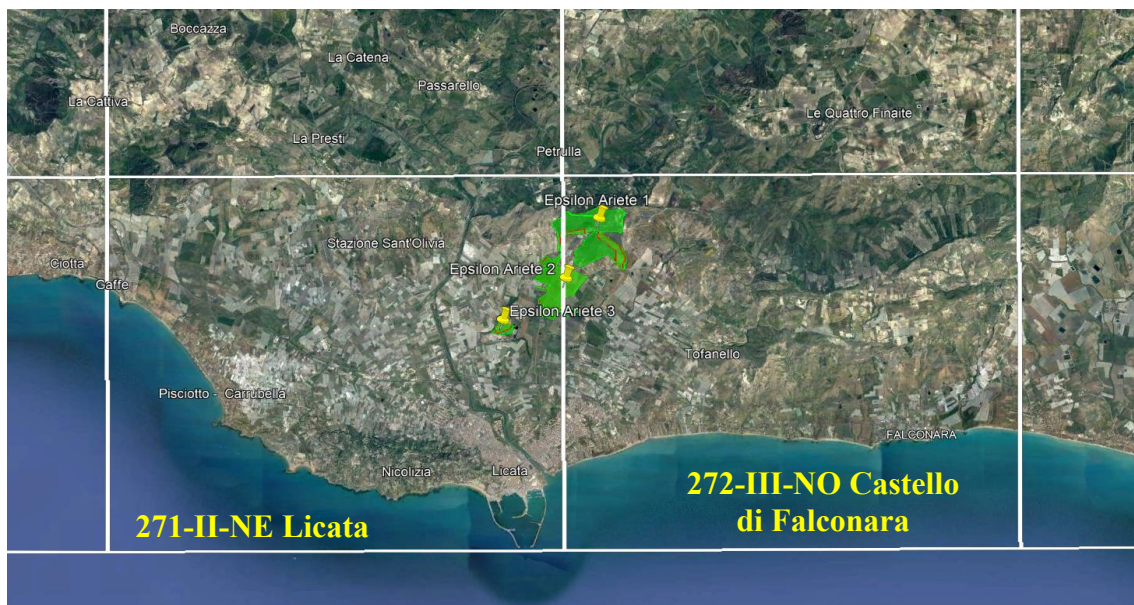 Boccazza
La Catena
Passarello
La Cattiva
Le Quattro Finaite
La Presti
Petrulla
Epsilon Ariete 1
Stazione Sant'Olivia
Ciotta
Epsilon Ariete 2
Gaffe
Epsilon Ariete 3
Tofanello
Pisciotto - Carrubella
FALCONARA
Nicolizia
Licata
272-III-NO Castello
di Falconara
271-II-NE Licata